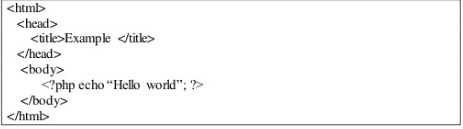 <html>
<head>
<title>Example </title>
</head>
<body>
<?php echo “Hello world”; ?>
</body>
</html>